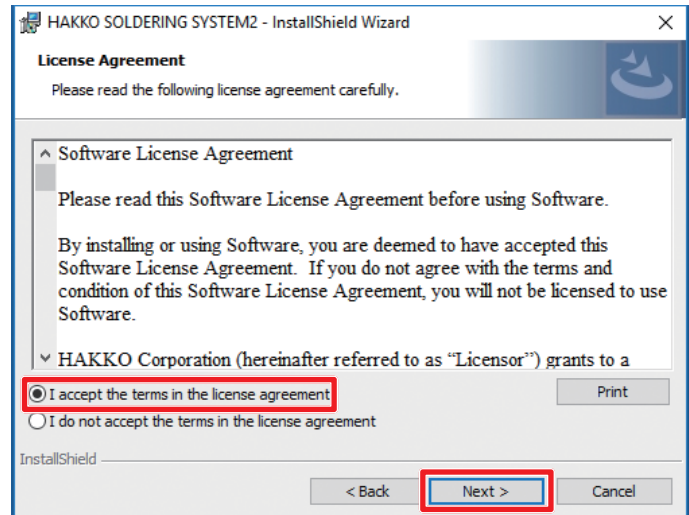 HAKKO SOLDERING SYSTEM2 - InstallShield Wizard
License Agreement
Please read the following license agreement carefully.
Software License Agreement
Please read this Software License Agreement before using Software.
By installing or using Software, you are deemed to have accepted this
Software License Agreement.  If you do not agree with the terms and
condition of this Software License Agreement, you will not be licensed to use
Software.
HAKKO Corporation (hereinafter referred to as “Licensor”) grants to a
I accept the terms in the license agreement
Print
I do not accept the terms in the license agreement
InstallShield
< Back
Next >
Cancel